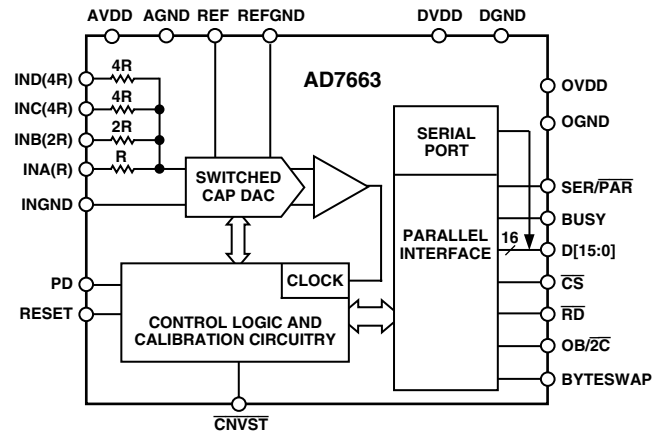 AVDD AGND REF REFGND DVDD DGND
AD7663
IND(4R) 4R
INC(4R) 4R
INB(2R) 2R
INA(R) R
INGND
SWITCHED
CAP DAC
SERIAL
PORT
PARALLEL
INTERFACE
16
CLOCK
CONTROL LOGIC AND
CALIBRATION CIRCUITRY
PD
RESET
CNVST
OVDD
OGND
SER/PAR
BUSY
D[15:0]
CS
RD
OB/2C
BYTESWAP